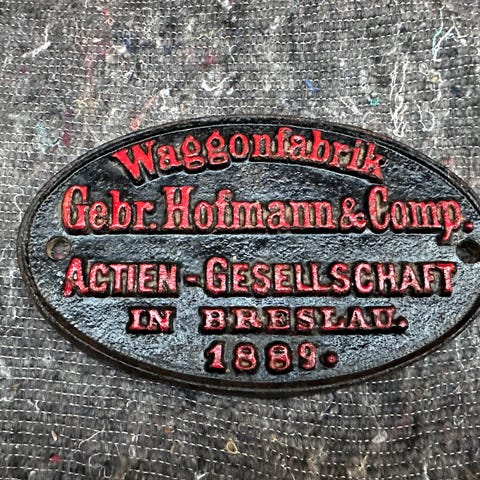 Waggonfabrik
Gebr. Hofmann & Comp.
ACTIEN-GESELLSCHAFT
IN BRESLAU.
1889.